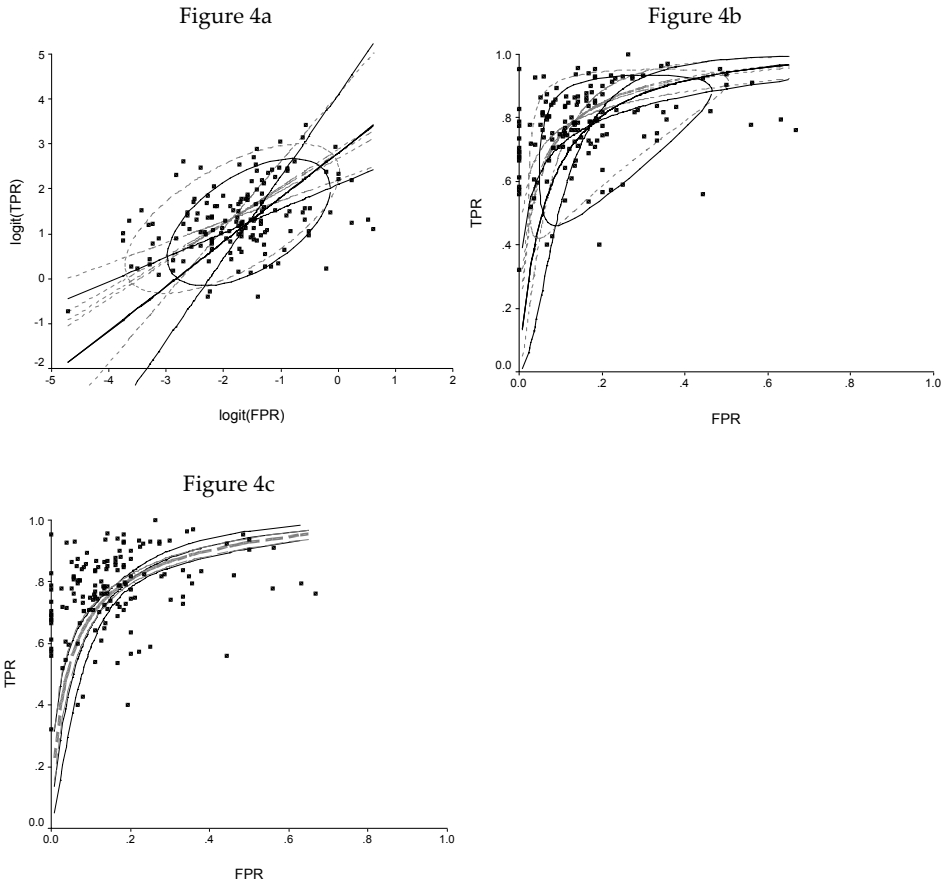 Figure 4a
5
4
3
2
1
0
-1
-2
logit(TPR)
-5 -4 -3 -2 -1 0 1 2
logit(FPR)
Figure 4b
1.0
.8
.6
.4
.2
0.0
TPR
0.0 .2 .4 .6 .8 1.0
FPR
Figure 4c
1.0
.8
.6
.4
.2
0.0
TPR
0.0 .2 .4 .6 .8 1.0
FPR